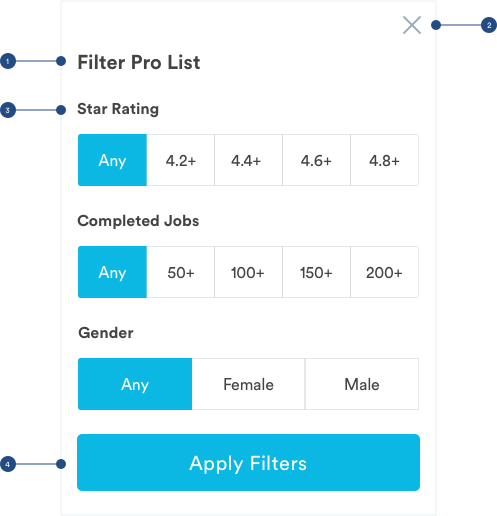 2
1
Filter Pro List
3
Star Rating
Any 4.2+ 4.4+ 4.6+ 4.8+
Completed Jobs
Any 50+ 100+ 150+ 200+
Gender
Any Female Male
4
Apply Filters